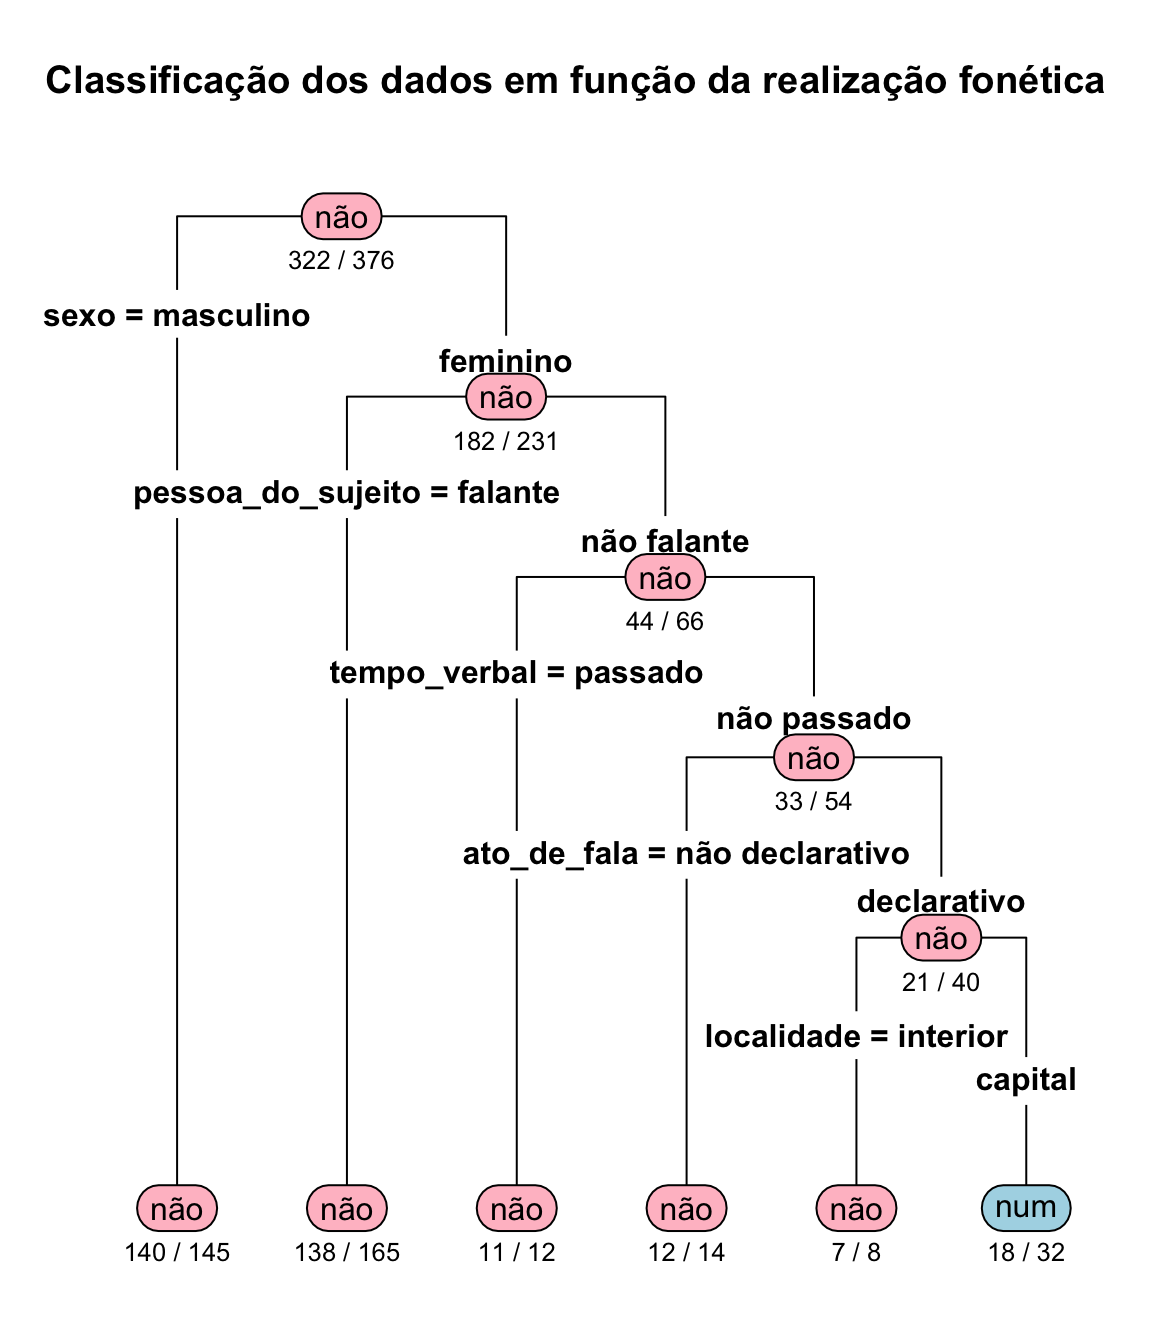 Classificação dos dados em função da realização fonética
não
322 / 376
sexo = masculino
feminino
não
182 / 231
pessoa_do_sujeito = falante
não falante
não
44 / 66
tempo_verbal = passado
não passado
não
33 / 54
ato_de_fala = não declarativo
declarativo
não
21 / 40
localidade = interior
capital
não não não não não num
140 / 145 138 / 165 11 / 12 12 / 14 7 / 8 18 / 32